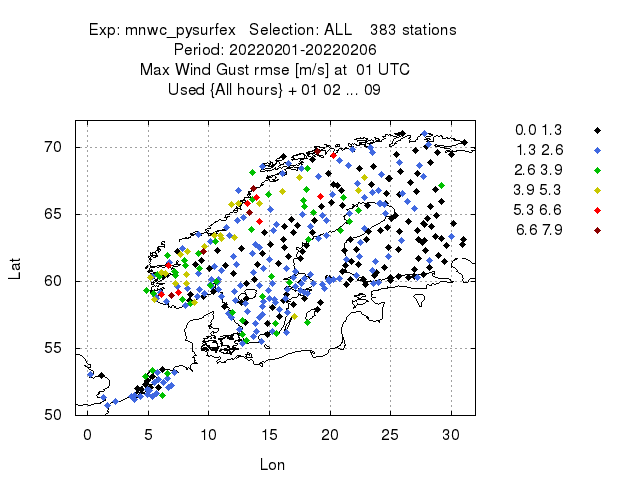 Exp: mnwc_pysurfex   Selection: ALL    383 stations
Period: 20220201-20220206
Max Wind Gust rmse [m/s] at  01 UTC
Used {All hours} + 01 02 ... 09
0.0 1.3
1.3 2.6
2.6 3.9
3.9 5.3
5.3 6.6
6.6 7.9
70
65
60
55
50
Lat
0 5 10 15 20 25 30
Lon